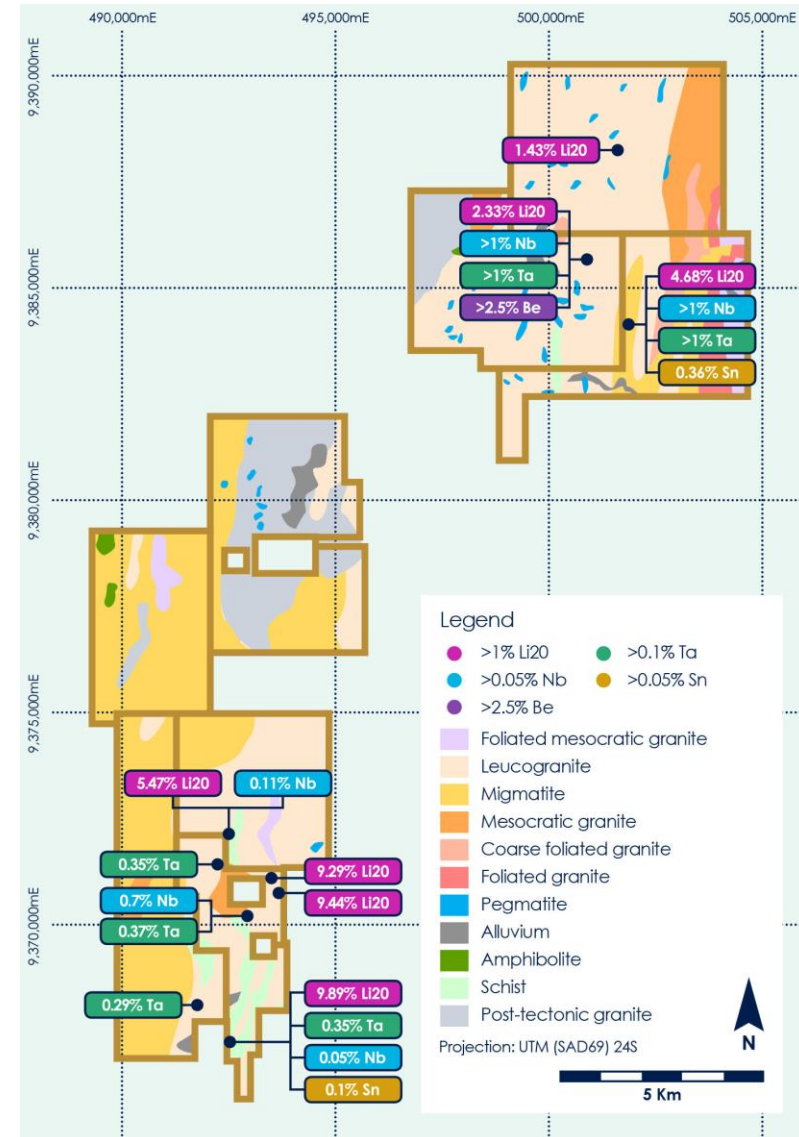 490,000mE
495,000mE
500,000mE
505,000mE
9,390,000mE
1.43% Li20
2.33% Li20
>1% Nb
>1% Ta
>2.5% Be
9,385,000mE
4.68% Li20
>1% Nb
>1% Ta
0.36% Sn
9,380,000mE
9,375,000mE
5.47% Li20
0.11% Nb
0.35% Ta
9.29% Li20
9.44% Li20
0.7% Nb
0.37% Ta
9,370,000mE
0.29% Ta
9.89% Li20
0.35% Ta
0.05% Nb
0.1% Sn
Legend
>1% Li20
>0.1% Ta
>0.05% Nb
>0.05% Sn
>2.5% Be
Foliated mesocratic granite
Leucogranite
Migmatite
Mesocratic granite
Coarse foliated granite
Foliated granite
Pegmatite
Alluvium
Amphibolite
Schist
Post-tectonic granite
Projection: UTM (SAD69) 24S
N
5 Km